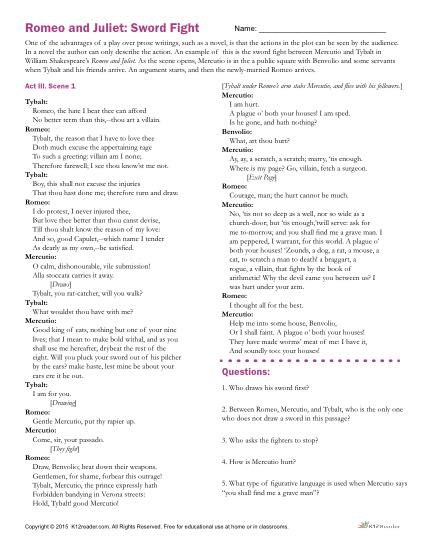 Romeo and Juliet: Sword Fight
Name:
One of the advantages of a play over prose writings, such as a novel, is that the actions in the plot can be seen by the audience.
In a novel the author can only describe the action. An example of this is the sword fight between Mercutio and Tybalt in
William Shakespeare's Romeo and Juliet. As the scene opens, Mercutio is in a public square with Benvolio and some servants
when Tybalt and his friends arrive. An argument starts, and then the newly-married Romeo arrives.
Act III. Scene 1
Tybalt:
Romeo, the hate I bear thee can afford
No better term than this,--thou art a villain.
Romeo:
Tybalt, the reason that I have to love thee
Doth much excuse the appertaining rage
To such a greeting: villain am I none;
Therefore farewell; I see thou know'st me not.
Tybalt:
Boy, this shall not excuse the injuries
That thou hast done me; therefore turn and draw.
Romeo:
I do protest, I never injured thee,
But love thee better than thou canst devise,
Till thou shalt know the reason of my love:
And so, good Capulet,--which name I tender
As dearly as my own,--be satisfied.
Mercutio:
O calm, dishonourable, vile submission!
Alla stoccata carries it away.
[Draws]
Tybalt, you rat-catcher, will you walk?
Tybalt:
What wouldst thou have with me?
Mercutio:
Good king of cats, nothing but one of your nine
lives; that I mean to make bold withal, and as you
shall use me hereafter, drybeat the rest of the
eight. Will you pluck your sword out of his pilcher
by the ears? make haste, lest mine be about your
ears ere it be out.
Tybalt:
I am for you.
[Drawing]
Romeo:
Gentle Mercutio, put thy rapier up.
Mercutio:
Come, sir, your passado.
[They fight]
Romeo:
Draw, Benvolio; beat down their weapons.
Gentlemen, for shame, forbear this outrage!
Tybalt, Mercutio, the prince expressly hath
Forbidden bandying in Verona streets:
Hold, Tybalt! good Mercutio!
[Tybalt under Romeo's arm stabs Mercutio, and flies with his followers.]
Mercutio:
I am hurt.
A plague o' both your houses! I am sped.
Is he gone, and hath nothing?
Benvolio:
What, art thou hurt?
Mercutio:
Ay, ay, a scratch, a scratch; marry, 'tis enough.
Where is my page? Go, villain, fetch a surgeon.
[Exit Page]
Romeo:
Courage, man; the hurt cannot be much.
Mercutio:
No, 'tis not so deep as a well, nor so wide as a
church-door; but 'tis enough,'twill serve: ask for
me to-morrow, and you shall find me a grave man. I
am peppered, I warrant, for this world. A plague o'
both your houses! 'Zounds, a dog, a rat, a mouse, a
cat, to scratch a man to death! a braggart, a
rogue, a villain, that fights by the book of
arithmetic! Why the devil came you between us? I
was hurt under your arm.
Romeo:
I thought all for the best.
Mercutio:
Help me into some house, Benvolio,
Or I shall faint. A plague o' both your houses!
They have made worms' meat of me: I have it,
And soundly too: your houses!
Questions:
1. Who draws his sword first?
2. Between Romeo, Mercutio, and Tybalt, who is the only one
who does not draw a sword in this passage?
3. Who asks the fighters to stop?
4. How is Mercutio hurt?
5. What type of figurative language is used when Mercutio says
"you shall find me a grave man"?
Copyright © 2015 K12reader.com. All Rights Reserved. Free for educational use at home or in classrooms.
K12Reader